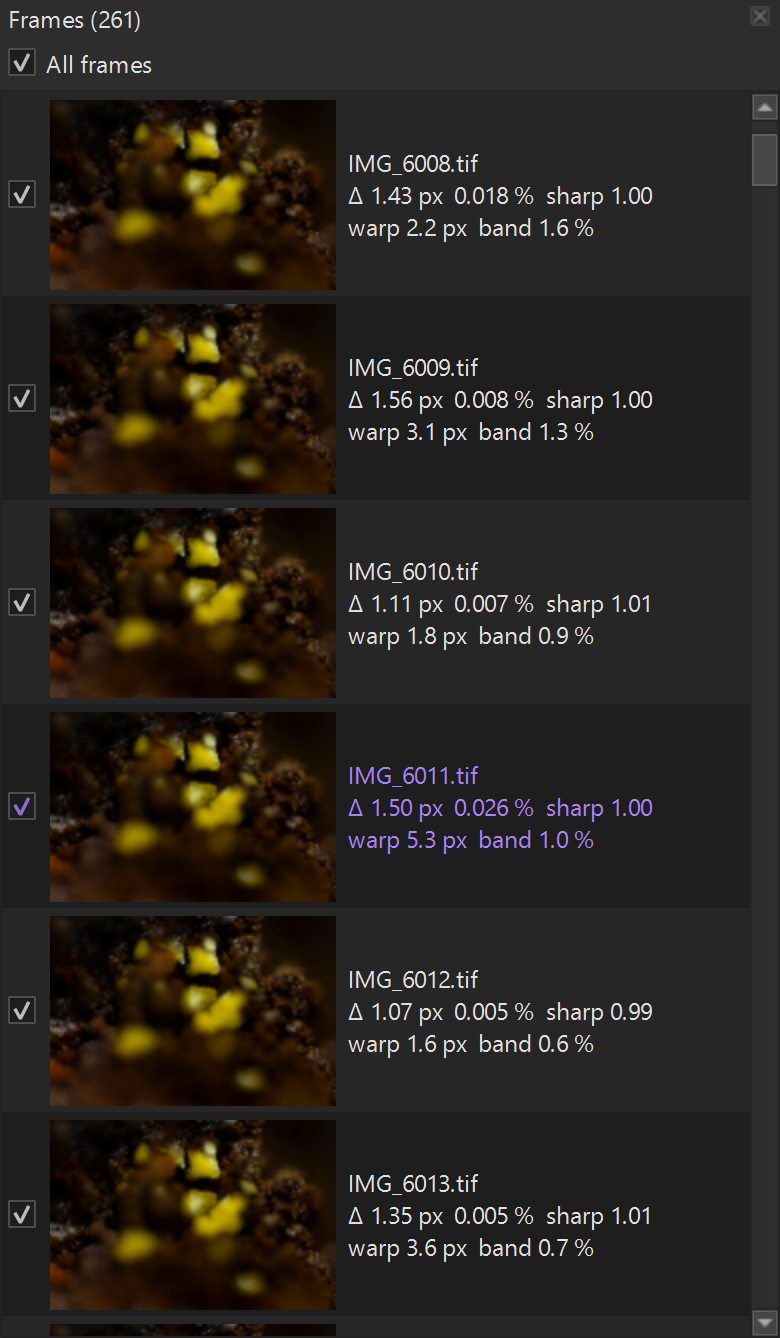 Frames (261)
All frames
IMG_6008.tif
Δ 1.43 px 0.018 % sharp 1.00
warp 2.2 px band 1.6 %
IMG_6009.tif
Δ 1.56 px 0.008 % sharp 1.00
warp 3.1 px band 1.3 %
IMG_6010.tif
Δ 1.11 px 0.007 % sharp 1.01
warp 1.8 px band 0.9 %
IMG_6011.tif
Δ 1.50 px 0.026 % sharp 1.00
warp 5.3 px band 1.0 %
IMG_6012.tif
Δ 1.07 px 0.005 % sharp 0.99
warp 1.6 px band 0.6 %
IMG_6013.tif
Δ 1.35 px 0.005 % sharp 1.01
warp 3.6 px band 0.7 %